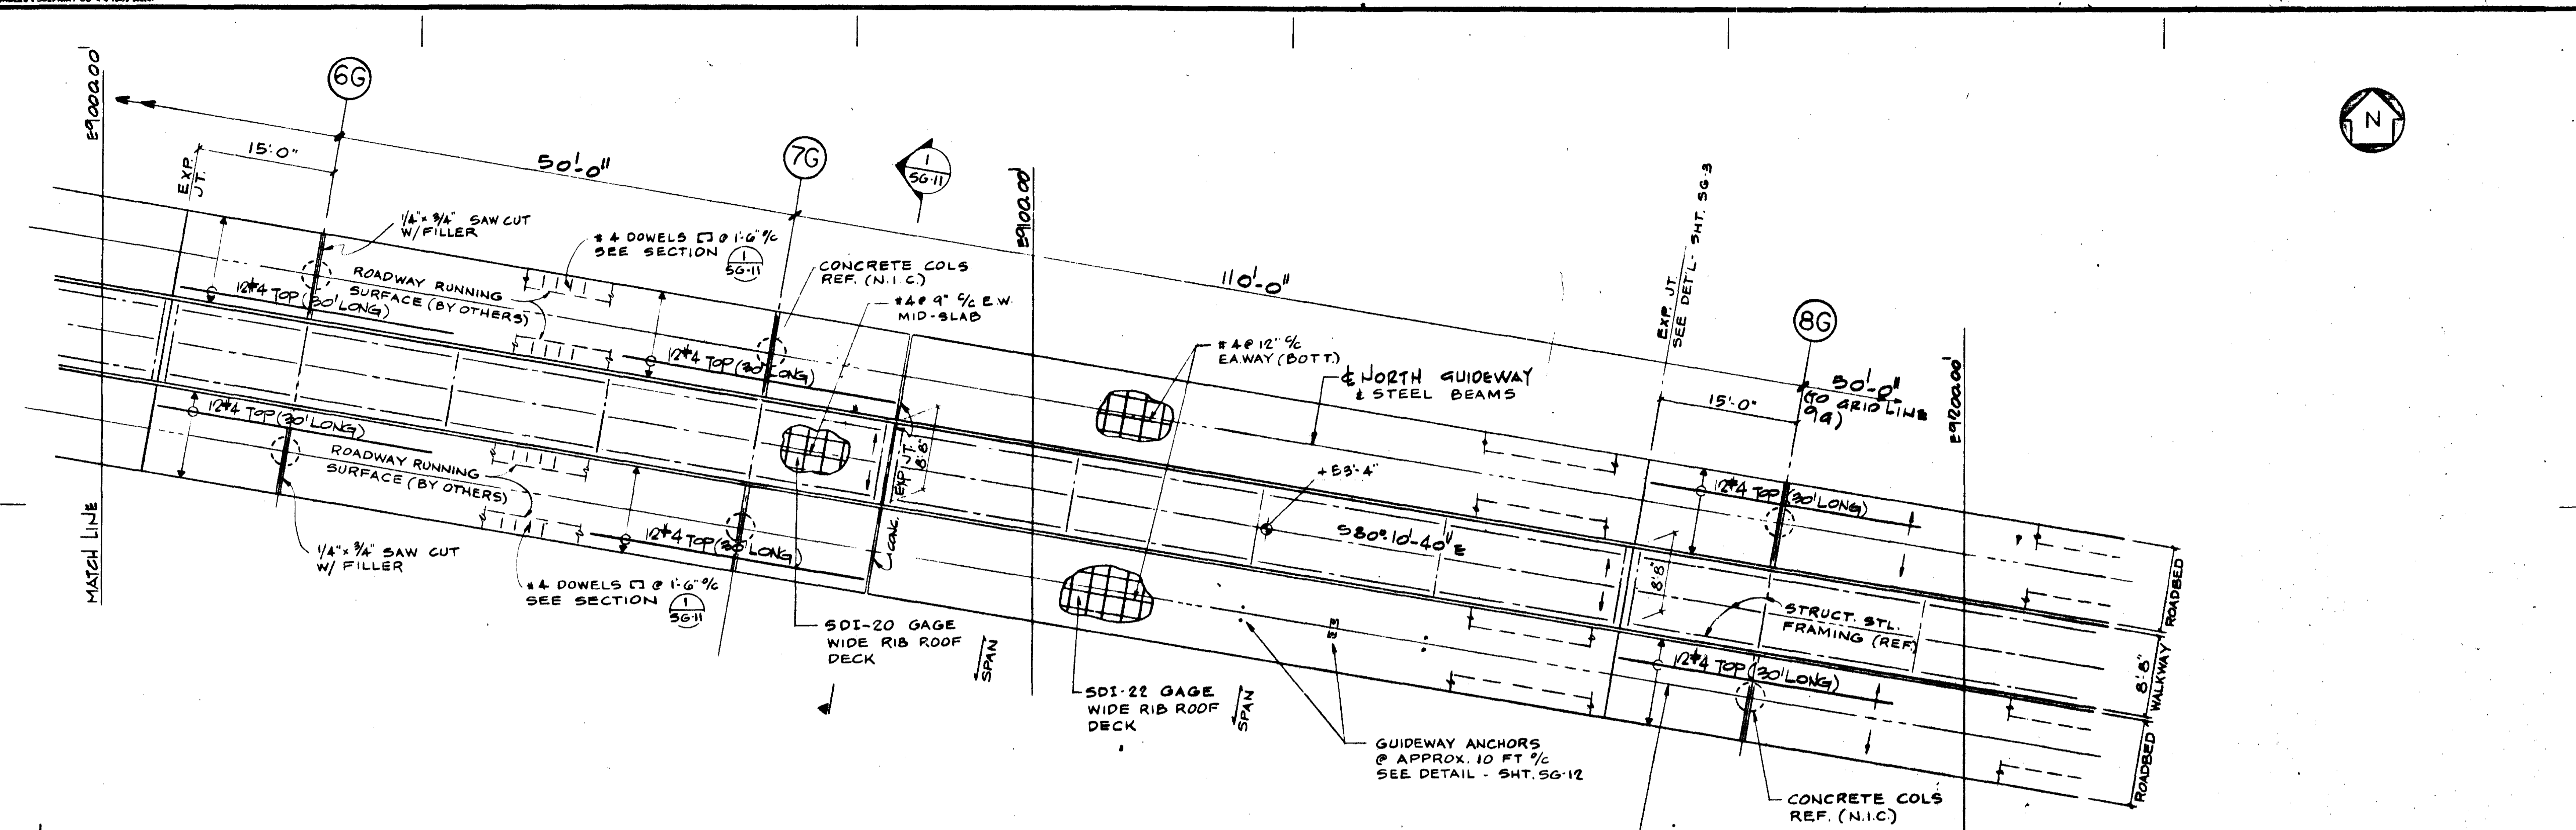 E9000.00'
6G
15'-0"
EXP.
JT.
50'-0"
7G
1
SG-11
E9100.00'
N
1/4" x 3/4" SAW CUT
W/ FILLER
# 4 DOWELS @ 1'-6" o/c
SEE SECTION
1
SG-11
CONCRETE COLS
REF. (N.I.C.)
#4 @ 9" c/c E.W.
MID-SLAB
110'-0"
EXP. JT.
SEE DET'L - SHT. SG-3
8G
E9200.00'
50'-0"
(TO GRID LINE
9G)
15'-0"
12#4 TOP (30' LONG)
ROADWAY RUNNING
SURFACE (BY OTHERS)
12#4 TOP (30' LONG)
#4 @ 12" c/c
EA. WAY (BOTT.)
℄ NORTH GUIDEWAY
& STEEL BEAMS
12#4 TOP (30' LONG)
ROADWAY RUNNING
SURFACE (BY OTHERS)
12#4 TOP (30' LONG)
EXP. JT.
8'-8"
CONC.
+53'-4"
S80°-10'-40"E
12#4 TOP (30' LONG)
8'-8"
STRUCT. STL.
FRAMING (REF.)
12#4 TOP (30' LONG)
ROADBED
WALKWAY
8'-8"
ROADBED
MATCH LINE
1/4" x 3/4" SAW CUT
W/ FILLER
#4 DOWELS @ 1'-6" o/c
SEE SECTION
1
SG-11
SDI-20 GAGE
WIDE RIB ROOF
DECK
SPAN
SDI-22 GAGE
WIDE RIB ROOF
DECK
SPAN
GUIDEWAY ANCHORS
@ APPROX. 10 FT o/c
SEE DETAIL - SHT. SG-12
CONCRETE COLS
REF. (N.I.C.)